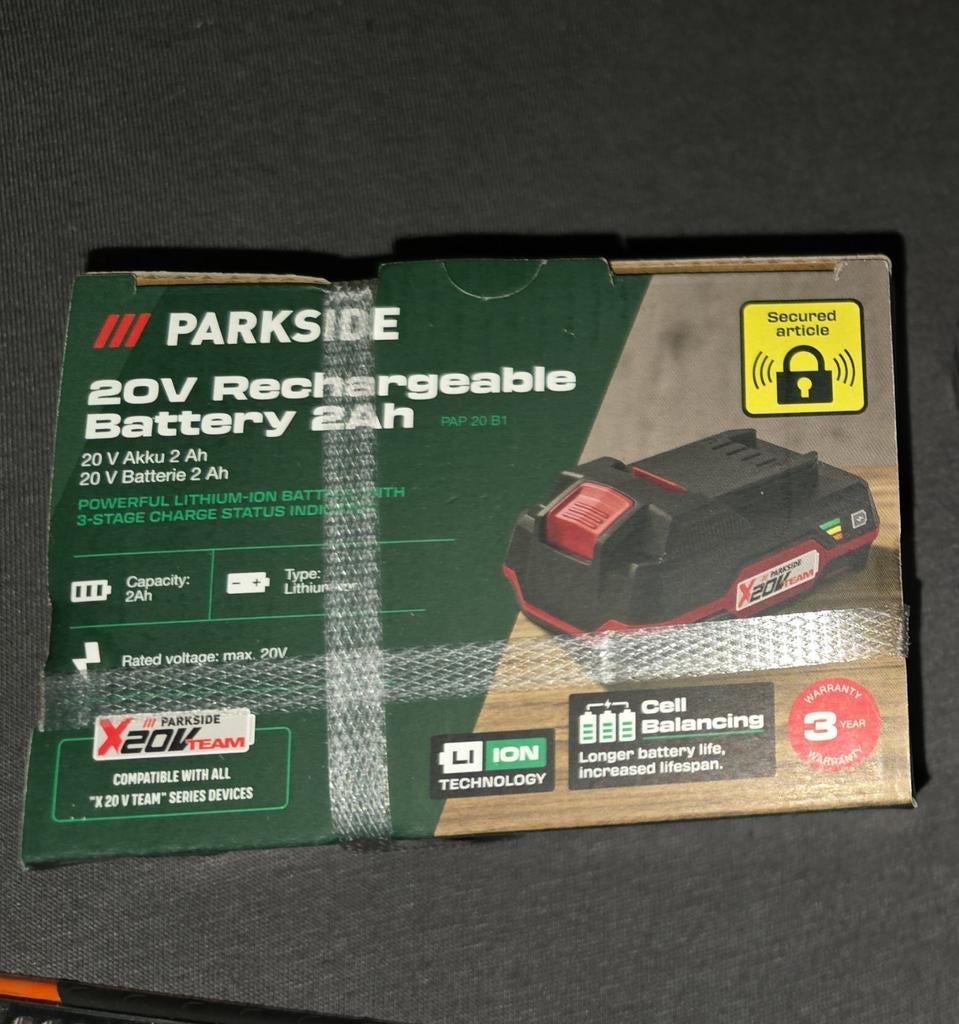 PARKSIDE
20V Rechargeable
Battery 2Ah PAP 20 B1
20 V Akku 2 Ah
20 V Batterie 2 Ah
POWERFUL LITHIUM-ION BATTERY WITH
3-STAGE CHARGE STATUS
Capacity:
2Ah
Type:
Rated voltage: max. 20V
PARKSIDE
X20V TEAM
COMPATIBLE WITH ALL
"X 20 V TEAM" SERIES DEVICES
Secured
article
PARKSIDE
X20V TEAM
LI ION
TECHNOLOGY
Cell
Balancing
Longer battery life,
increased lifespan.
WARRANTY
3 YEAR
WARRANTY